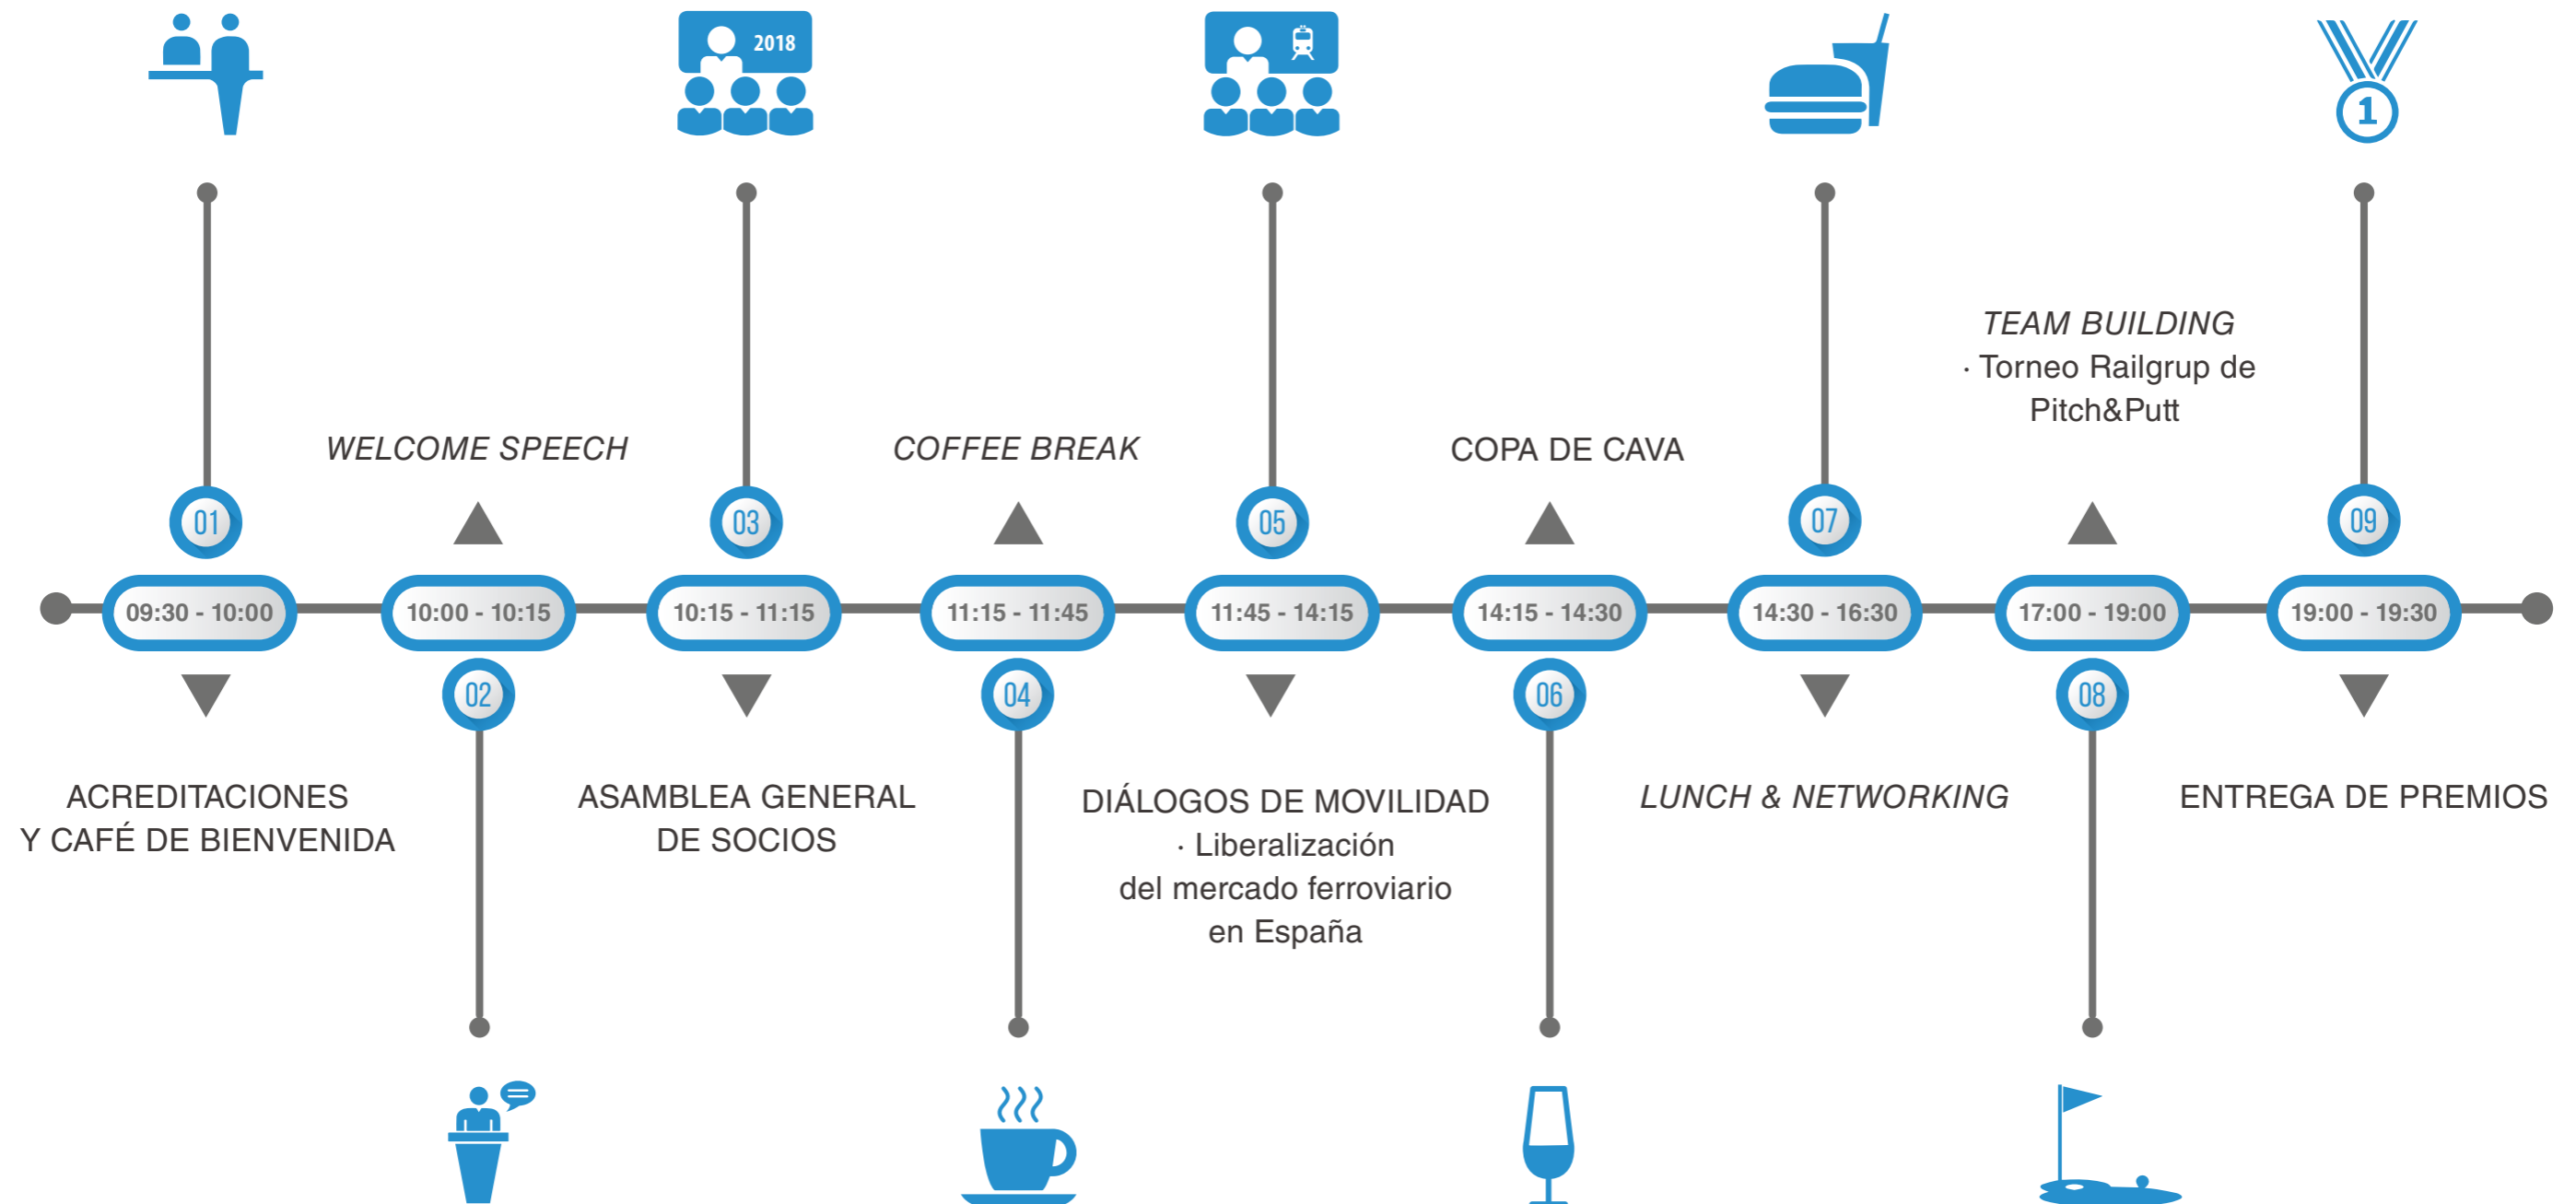 2018
1
TEAM BUILDING
· Torneo Railgrup de
Pitch&Putt
WELCOME SPEECH
COFFEE BREAK
COPA DE CAVA
01
03
05
07
09
09:30 - 10:00
10:00 - 10:15
10:15 - 11:15
11:15 - 11:45
11:45 - 14:15
14:15 - 14:30
14:30 - 16:30
17:00 - 19:00
19:00 - 19:30
02
04
06
08
ACREDITACIONES
Y CAFÉ DE BIENVENIDA
ASAMBLEA GENERAL
DE SOCIOS
DIÁLOGOS DE MOVILIDAD
· Liberalización
del mercado ferroviario
en España
LUNCH & NETWORKING
ENTREGA DE PREMIOS